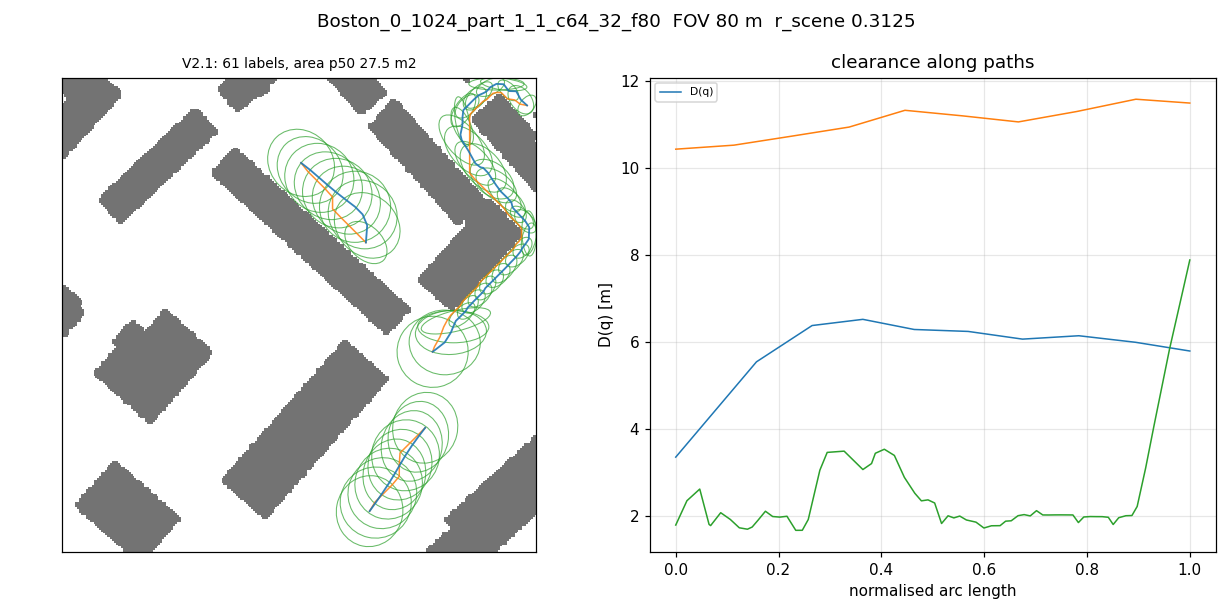 Boston_0_1024_part_1_1_c64_32_f80  FOV 80 m  r_scene 0.3125
V2.1: 61 labels, area p50 27.5 m2
clearance along paths
D(q)
12
10
8
6
4
2
D(q) [m]
0.0 0.2 0.4 0.6 0.8 1.0
normalised arc length